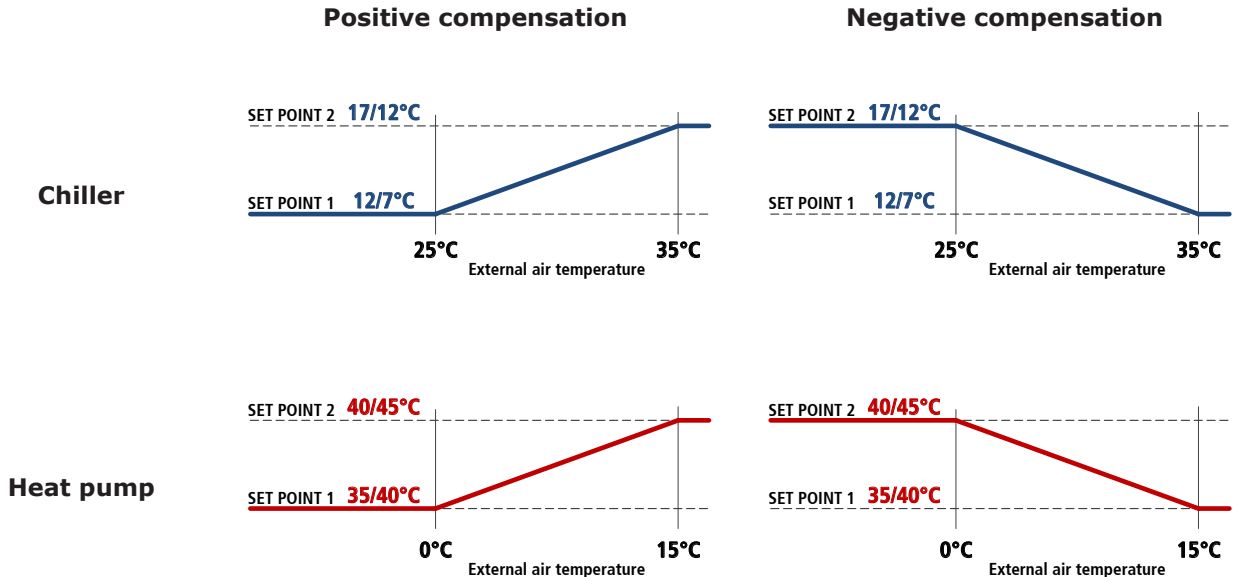 Positive compensation
Negative compensation
Chiller
SET POINT 2 17/12°C
SET POINT 1 12/7°C
25°C
35°C
External air temperature
SET POINT 2 17/12°C
SET POINT 1 12/7°C
25°C
35°C
External air temperature
Heat pump
SET POINT 2 40/45°C
SET POINT 1 35/40°C
0°C
15°C
External air temperature
SET POINT 2 40/45°C
SET POINT 1 35/40°C
0°C
15°C
External air temperature